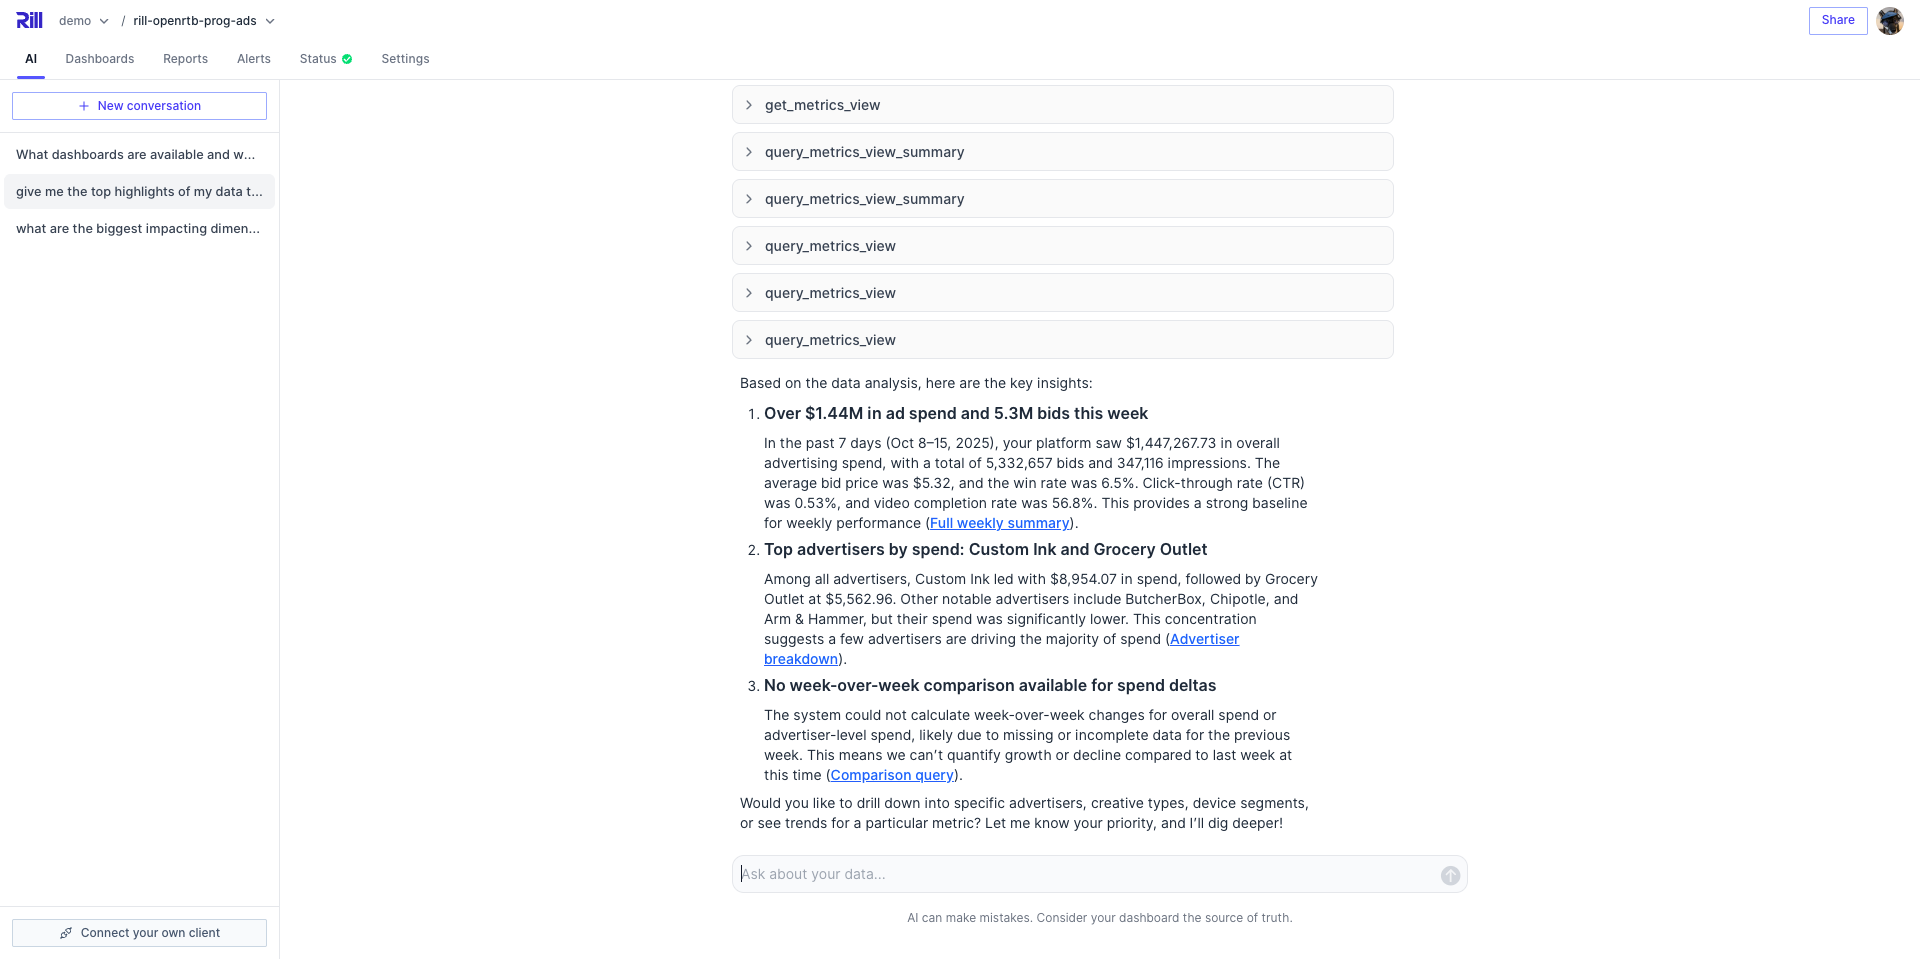 Rill demo / rill-openrtb-prog-ads Share
AI Dashboards Reports Alerts Status Settings
New conversation
What dashboards are available and w...
give me the top highlights of my data t...
what are the biggest impacting dimen...
Connect your own client
get_metrics_view
query_metrics_view_summary
query_metrics_view_summary
query_metrics_view
query_metrics_view
query_metrics_view
Based on the data analysis, here are the key insights:
1. Over $1.44M in ad spend and 5.3M bids this week
In the past 7 days (Oct 8–15, 2025), your platform saw $1,447,267.73 in overall
advertising spend, with a total of 5,332,657 bids and 347,116 impressions. The
average bid price was $5.32, and the win rate was 6.5%. Click-through rate (CTR)
was 0.53%, and video completion rate was 56.8%. This provides a strong baseline
for weekly performance (Full weekly summary).
2. Top advertisers by spend: Custom Ink and Grocery Outlet
Among all advertisers, Custom Ink led with $8,954.07 in spend, followed by Grocery
Outlet at $5,562.96. Other notable advertisers include ButcherBox, Chipotle, and
Arm & Hammer, but their spend was significantly lower. This concentration
suggests a few advertisers are driving the majority of spend (Advertiser
breakdown).
3. No week-over-week comparison available for spend deltas
The system could not calculate week-over-week changes for overall spend or
advertiser-level spend, likely due to missing or incomplete data for the previous
week. This means we can’t quantify growth or decline compared to last week at
this time (Comparison query).
Would you like to drill down into specific advertisers, creative types, device segments,
or see trends for a particular metric? Let me know your priority, and I’ll dig deeper!
Ask about your data...
AI can make mistakes. Consider your dashboard the source of truth.